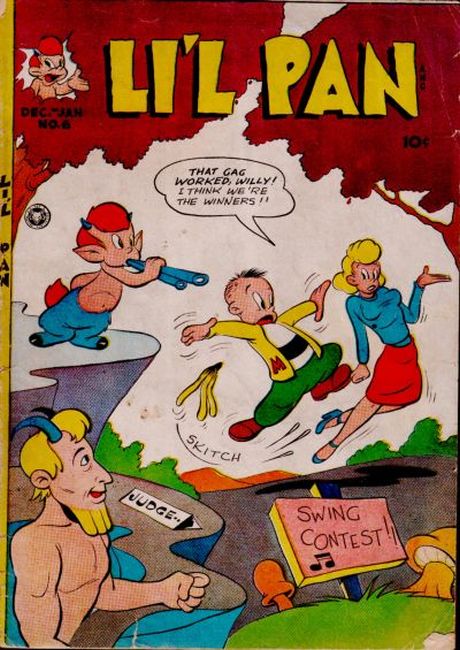 LI'L PAN
DEC.-JAN
NO. 6
10¢
LI'L PAN
THAT GAG
WORKED, WILLY!
I THINK WE'RE
THE WINNERS!!
M
SKITCH
JUDGE..
SWING
CONTEST!!